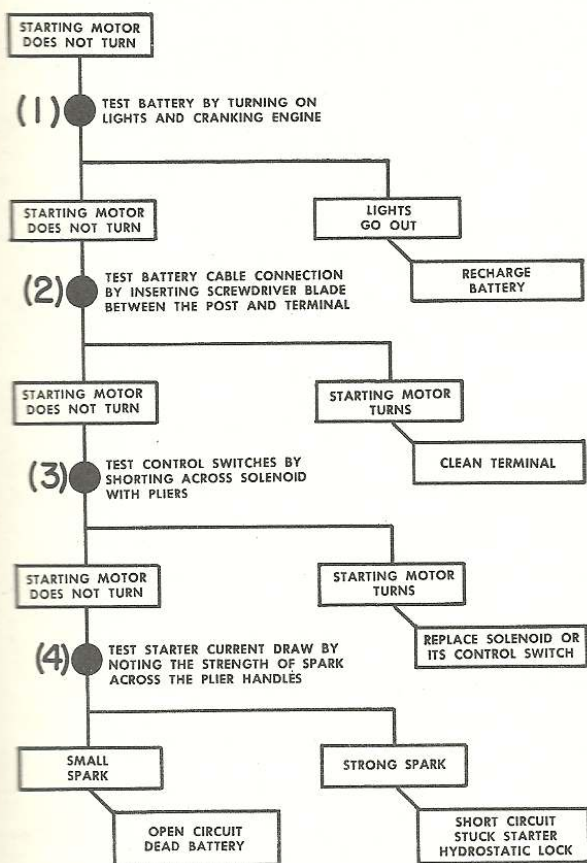 STARTING MOTOR
DOES NOT TURN
(1)
TEST BATTERY BY TURNING ON
LIGHTS AND CRANKING ENGINE
STARTING MOTOR
DOES NOT TURN
LIGHTS
GO OUT
RECHARGE
BATTERY
(2)
TEST BATTERY CABLE CONNECTION
BY INSERTING SCREWDRIVER BLADE
BETWEEN THE POST AND TERMINAL
STARTING MOTOR
DOES NOT TURN
STARTING MOTOR
TURNS
CLEAN TERMINAL
(3)
TEST CONTROL SWITCHES BY
SHORTING ACROSS SOLENOID
WITH PLIERS
STARTING MOTOR
DOES NOT TURN
STARTING MOTOR
TURNS
REPLACE SOLENOID OR
ITS CONTROL SWITCH
(4)
TEST STARTER CURRENT DRAW BY
NOTING THE STRENGTH OF SPARK
ACROSS THE PLIER HANDLES
SMALL
SPARK
STRONG SPARK
OPEN CIRCUIT
DEAD BATTERY
SHORT CIRCUIT
STUCK STARTER
HYDROSTATIC LOCK